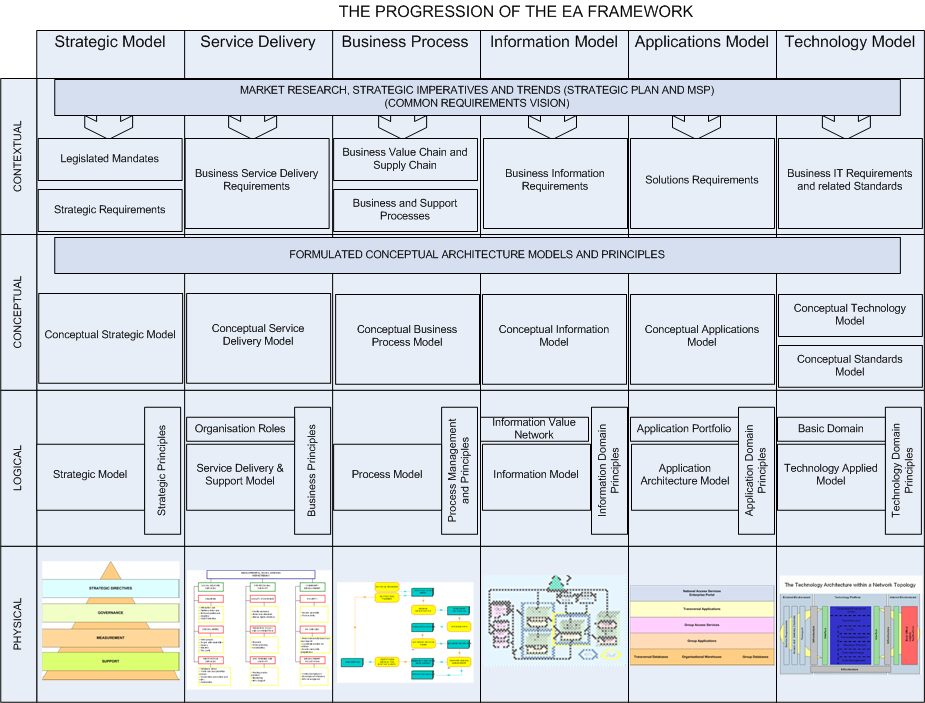 THE PROGRESSION OF THE EA FRAMEWORK
Strategic Model
Service Delivery
Business Process
Information Model
Applications Model
Technology Model
CONTEXTUAL
MARKET RESEARCH, STRATEGIC IMPERATIVES AND TRENDS (STRATEGIC PLAN AND MSP)
(COMMON REQUIREMENTS VISION)
Legislated Mandates
Strategic Requirements
Business Service Delivery
Requirements
Business Value Chain and
Supply Chain
Business and Support
Processes
Business Information
Requirements
Solutions Requirements
Business IT Requirements
and related Standards
CONCEPTUAL
FORMULATED CONCEPTUAL ARCHITECTURE MODELS AND PRINCIPLES
Conceptual Strategic Model
Conceptual Service
Delivery Model
Conceptual Business
Process Model
Conceptual Information
Model
Conceptual Applications
Model
Conceptual Technology
Model
Conceptual Standards
Model
LOGICAL
Strategic Model
Strategic Principles
Organisation Roles
Service Delivery &
Support Model
Business Principles
Process Model
Process Management
and Principles
Information Value
Network
Information Model
Information Domain
Principles
Application Portfolio
Application
Architecture Model
Application Domain
Principles
Basic Domain
Technology Applied
Model
Technology Domain
Principles
PHYSICAL
STRATEGIC DIRECTIVES
GOVERNANCE
MEASUREMENT
SUPPORT
National Access Services
Enterprise Portal
Transversal Applications
Group Access Services
Group Applications
Transversal Databases
Organisational Warehouse
Group Databases
The Technology Architecture within a Network Topology